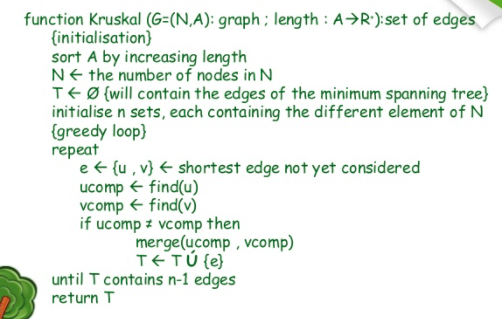 function Kruskal (G=(N,A): graph ; length : A→R⁺):set of edges
{initialisation}
sort A by increasing length
N ← the number of nodes in N
T ← Ø {will contain the edges of the minimum spanning tree}
initialise n sets, each containing the different element of N
{greedy loop}
repeat
e ← {u , v} ← shortest edge not yet considered
ucomp ← find(u)
vcomp ← find(v)
if ucomp ≠ vcomp then
merge(ucomp , vcomp)
T ← T Ú {e}
until T contains n-1 edges
return T